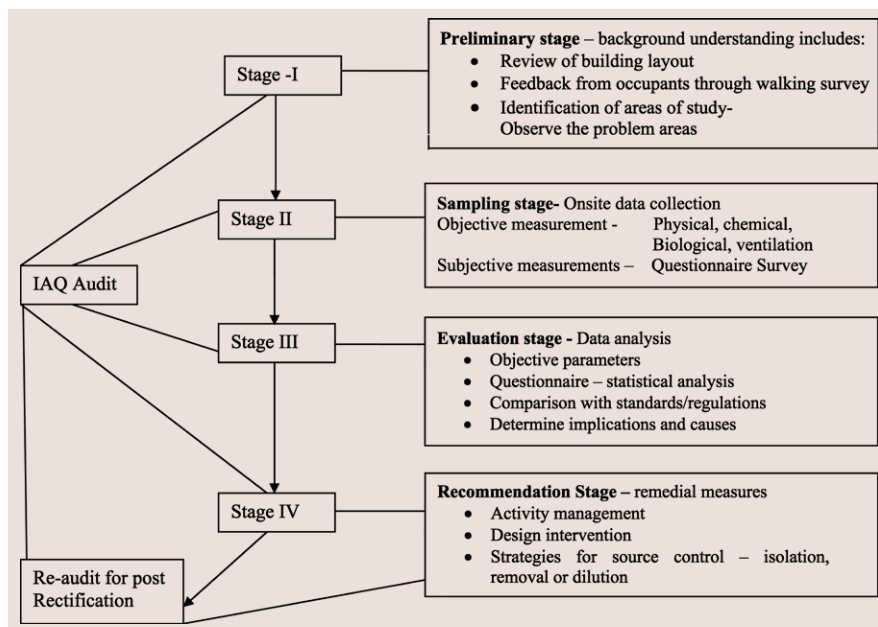 Stage -I
Preliminary stage – background understanding includes:
• Review of building layout
• Feedback from occupants through walking survey
• Identification of areas of study-
Observe the problem areas
Stage II
Sampling stage- Onsite data collection
Objective measurement - Physical, chemical,
Biological, ventilation
Subjective measurements – Questionnaire Survey
IAQ Audit
Stage III
Evaluation stage - Data analysis
• Objective parameters
• Questionnaire – statistical analysis
• Comparison with standards/regulations
• Determine implications and causes
Stage IV
Recommendation Stage – remedial measures
• Activity management
• Design intervention
• Strategies for source control – isolation,
removal or dilution
Re-audit for post
Rectification